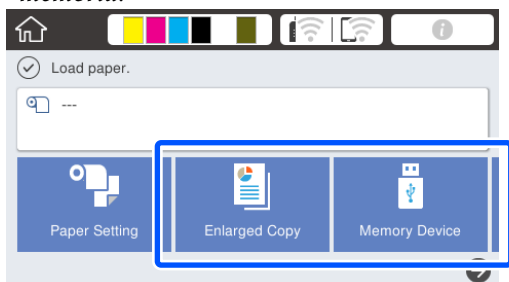 Load paper.
---
Paper Setting
Enlarged Copy
Memory Device